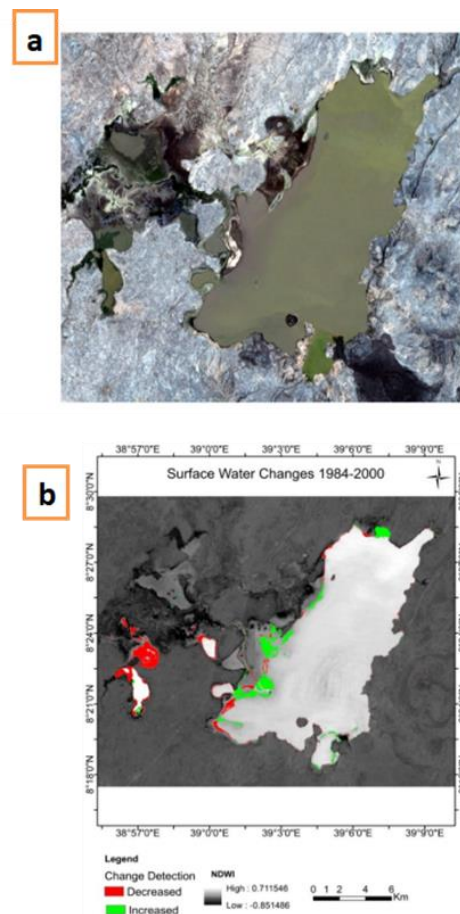 a
b
38°57'0"N 39°0'0"N 39°3'0"N 39°6'0"N 39°9'0"N
Surface Water Changes 1984-2000
N
8°30'0"N
8°27'0"N
8°24'0"N
8°21'0"N
8°18'0"N
38°57'0"N 39°0'0"N 39°3'0"N 39°6'0"N 39°9'0"N
Legend
Change Detection
Decreased
Increased
NDWI
High : 0.711546
Low : -0.851486
0 1 2 4 6
Km